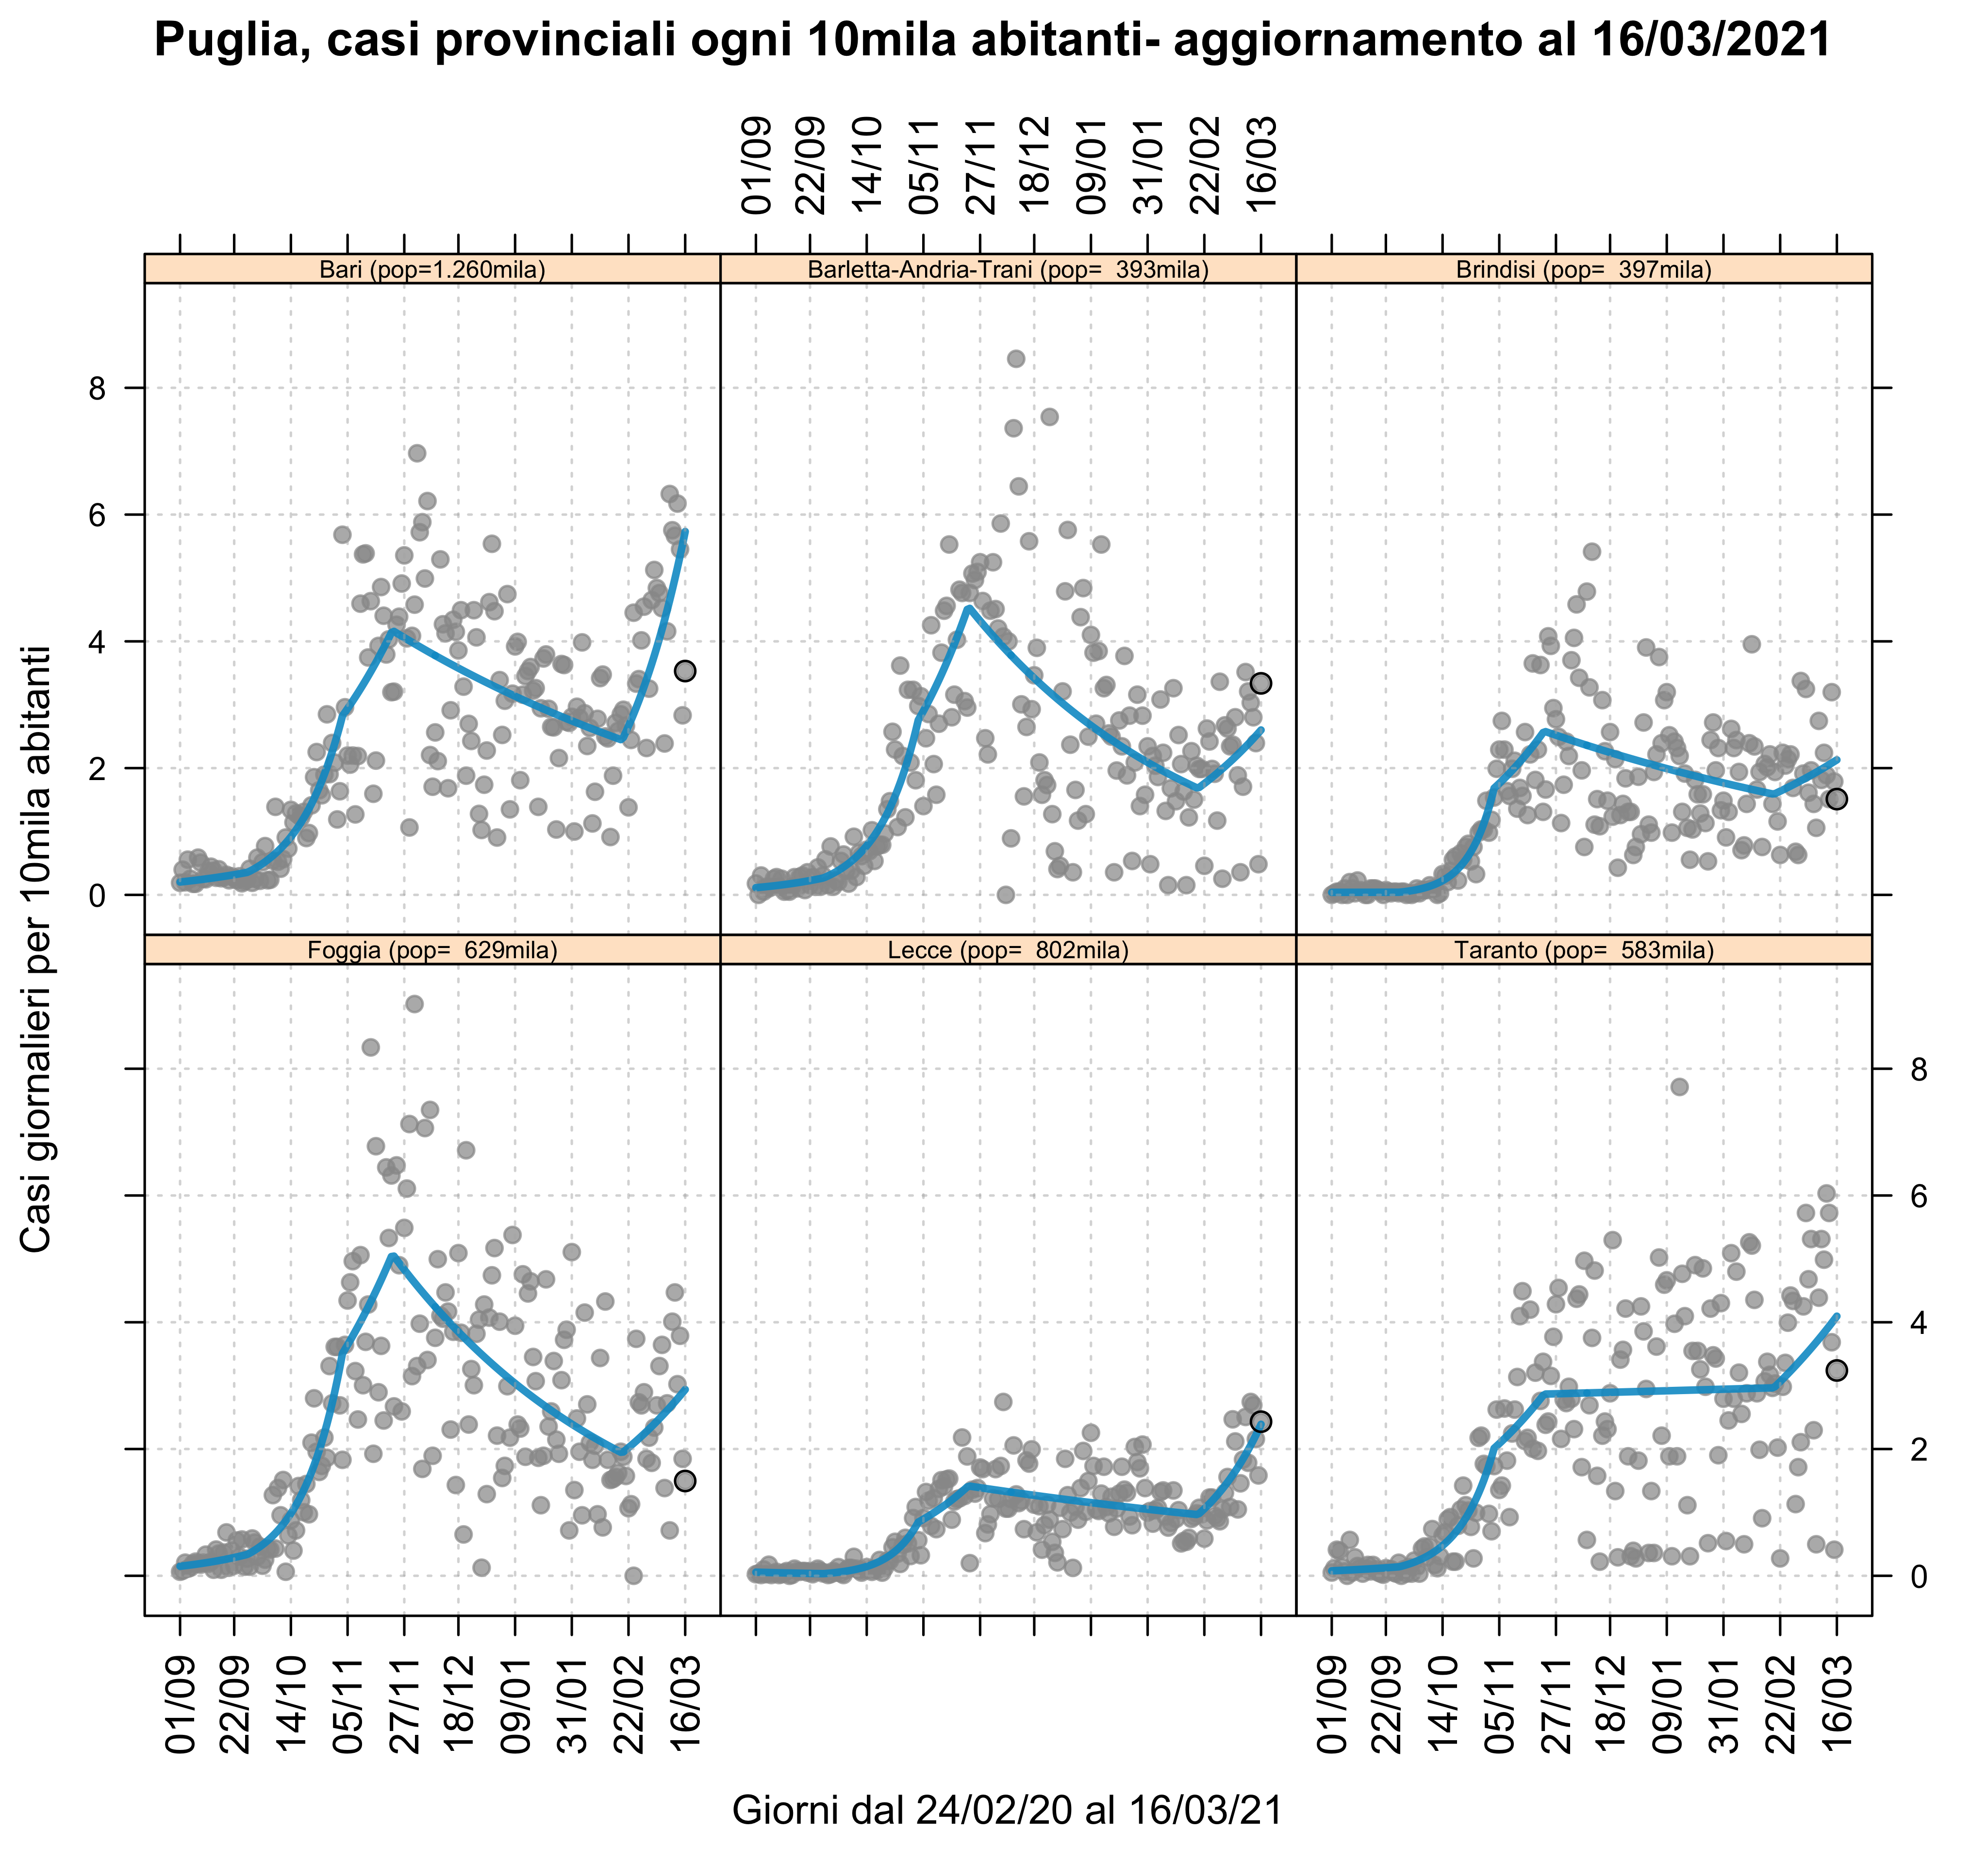 Puglia, casi provinciali ogni 10mila abitanti- aggiornamento al 16/03/2021
01/09 22/09 14/10 05/11 27/11 18/12 09/01 31/01 22/02 16/03
Bari (pop=1.260mila)
Barletta-Andria-Trani (pop=  393mila)
Brindisi (pop=  397mila)
8
6
4
2
0
Casi giornalieri per 10mila abitanti
Foggia (pop=  629mila)
Lecce (pop=  802mila)
Taranto (pop=  583mila)
8
6
4
2
0
01/09 22/09 14/10 05/11 27/11 18/12 09/01 31/01 22/02 16/03
01/09 22/09 14/10 05/11 27/11 18/12 09/01 31/01 22/02 16/03
Giorni dal 24/02/20 al 16/03/21